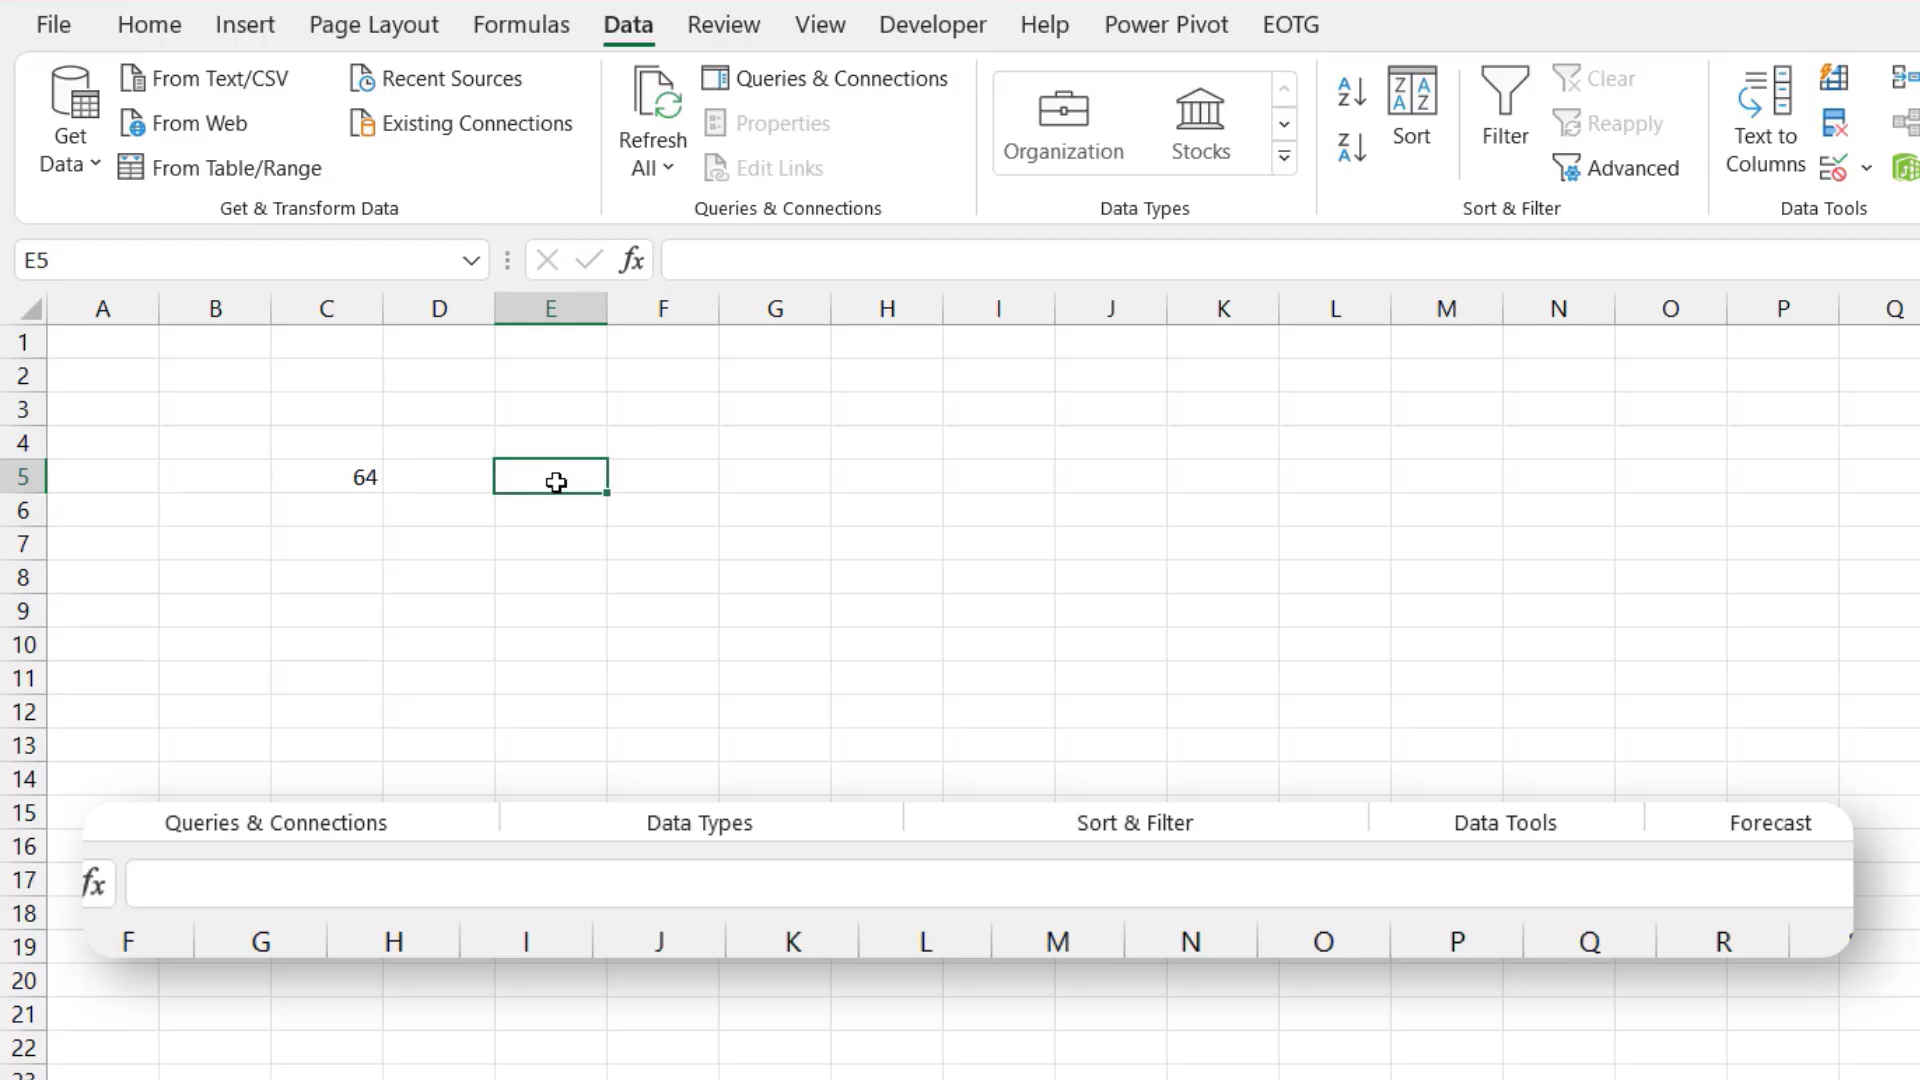 File Home Insert Page Layout Formulas Data Review View Developer Help Power Pivot EOTG
Get Data
From Text/CSV
From Web
From Table/Range
Recent Sources
Existing Connections
Get & Transform Data
Refresh All
Queries & Connections
Properties
Edit Links
Queries & Connections
Organization Stocks
Data Types
Sort
Filter
Clear
Reapply
Advanced
Sort & Filter
Text to Columns
Data Tools
E5
fx
A B C D E F G H I J K L M N O P Q
1
2
3
4
5 64
6
7
8
9
10
11
12
13
14
15
16
17
18
19
20
21
22
23
Queries & Connections Data Types Sort & Filter Data Tools Forecast
fx
F G H I J K L M N O P Q R